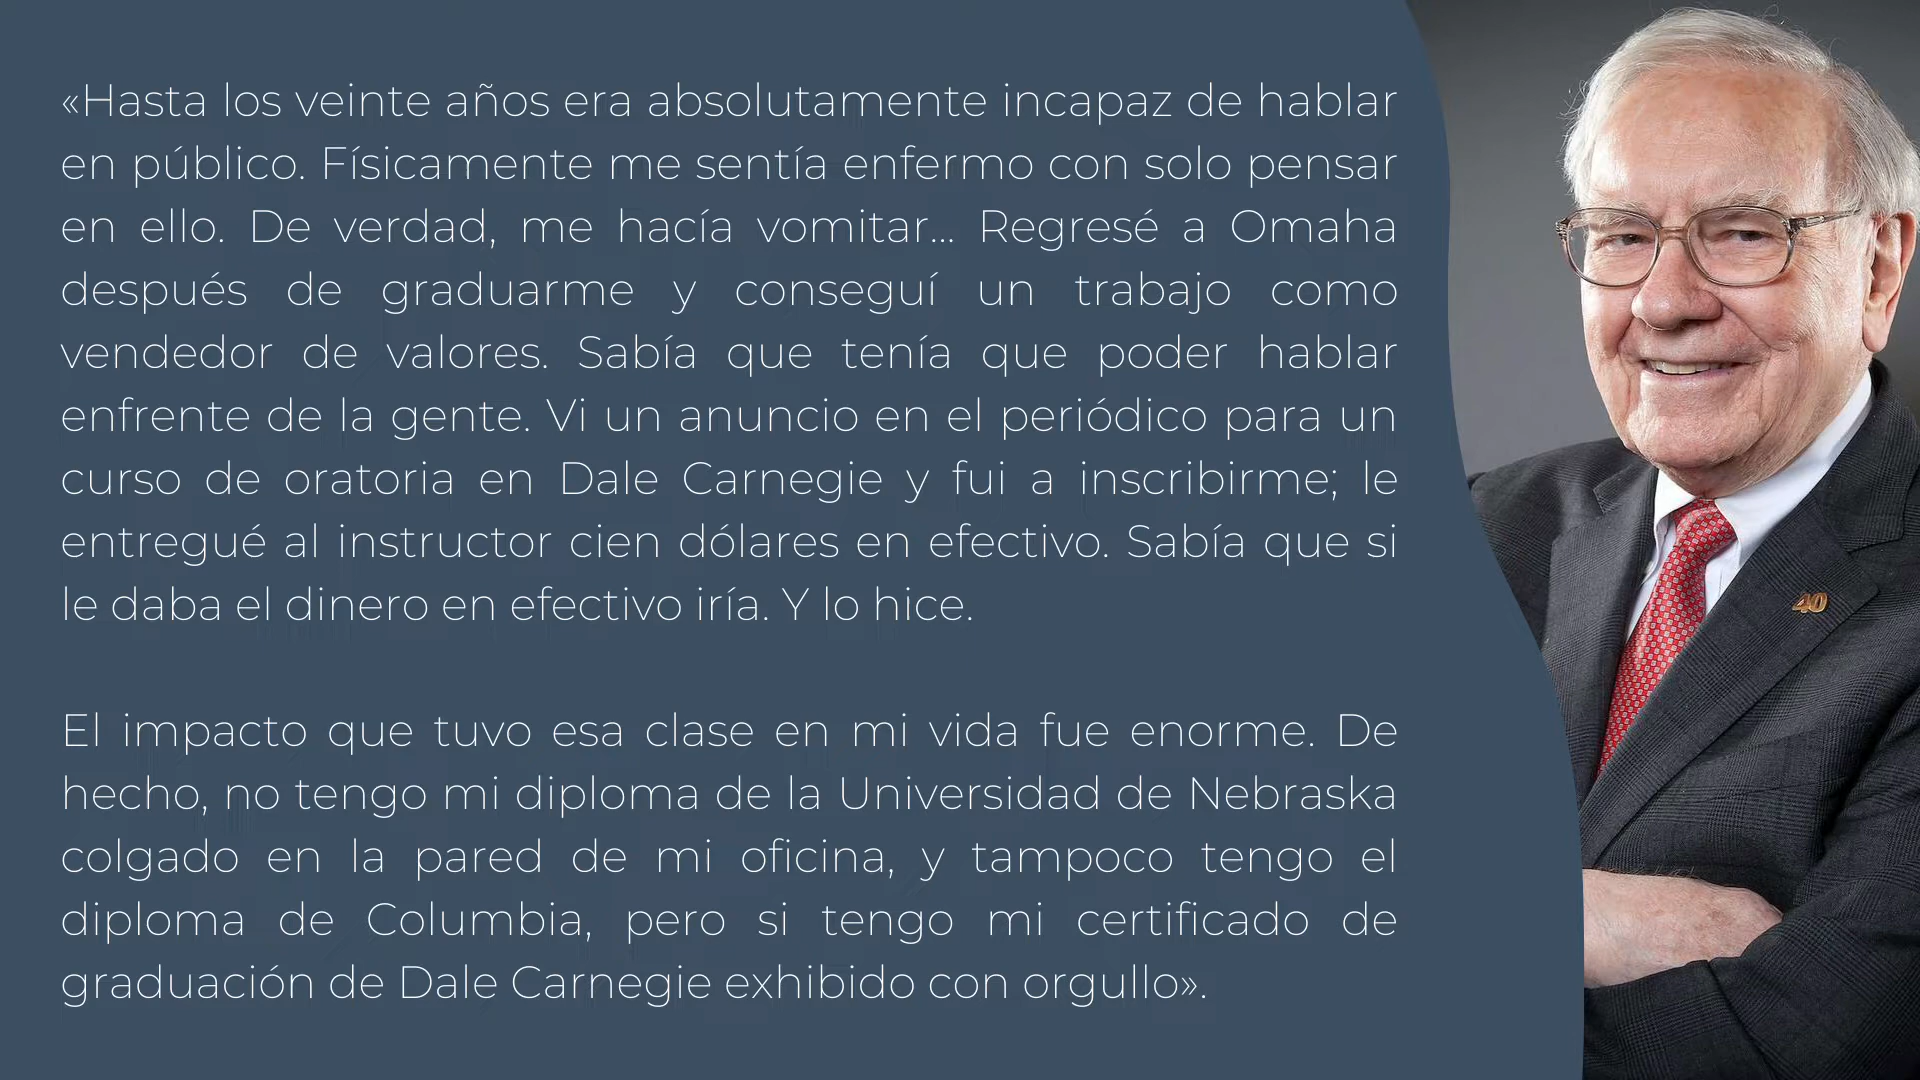 «Hasta los veinte años era absolutamente incapaz de hablar
en público. Físicamente me sentía enfermo con solo pensar
en ello. De verdad, me hacía vomitar... Regresé a Omaha
después de graduarme y conseguí un trabajo como
vendedor de valores. Sabía que tenía que poder hablar
enfrente de la gente. Vi un anuncio en el periódico para un
curso de oratoria en Dale Carnegie y fui a inscribirme; le
entregué al instructor cien dólares en efectivo. Sabía que si
le daba el dinero en efectivo iría. Y lo hice.
El impacto que tuvo esa clase en mi vida fue enorme. De
hecho, no tengo mi diploma de la Universidad de Nebraska
colgado en la pared de mi oficina, y tampoco tengo el
diploma de Columbia, pero si tengo mi certificado de
graduación de Dale Carnegie exhibido con orgullo».
40